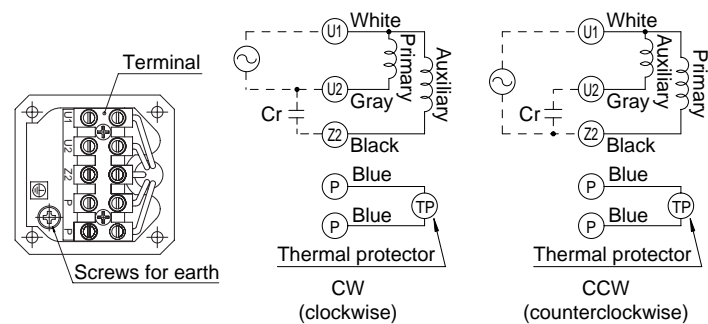 Terminal
U1
U2
Z2
P
P
Screws for earth
U1
White
Primary
Auxiliary
U2
Gray
Cr
Z2
Black
P
Blue
P
Blue
TP
Thermal protector
CW
(clockwise)
U1
White
Auxiliary
Primary
U2
Gray
Cr
Z2
Black
P
Blue
P
Blue
TP
Thermal protector
CCW
(counterclockwise)